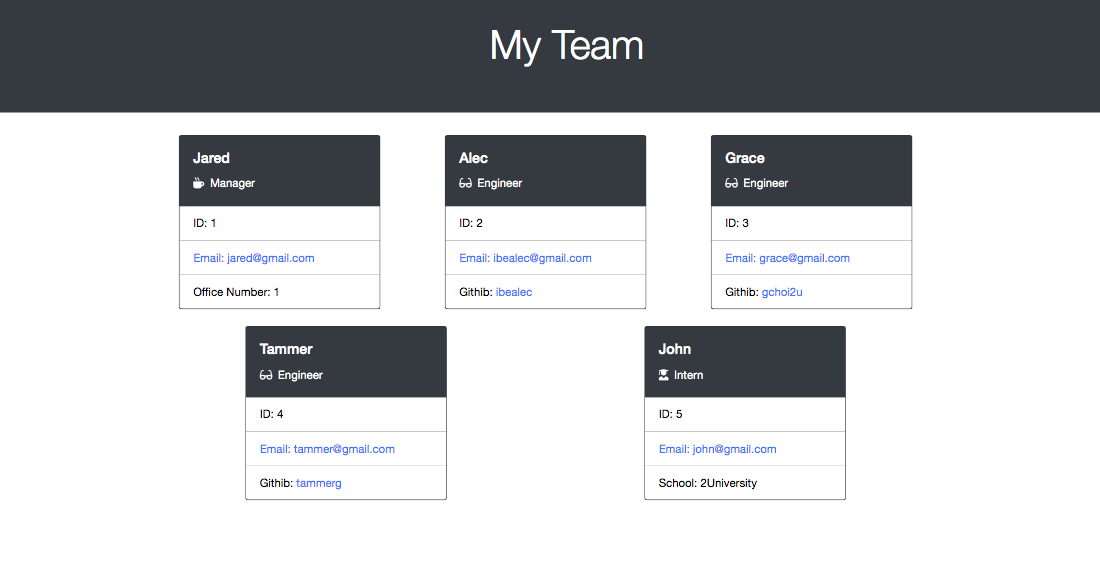 My Team
Jared
Manager
ID: 1
Email: jared@gmail.com
Office Number: 1
Alec
Engineer
ID: 2
Email: ibealec@gmail.com
Githib: ibealec
Grace
Engineer
ID: 3
Email: grace@gmail.com
Githib: gchoi2u
Tammer
Engineer
ID: 4
Email: tammer@gmail.com
Githib: tammerg
John
Intern
ID: 5
Email: john@gmail.com
School: 2University